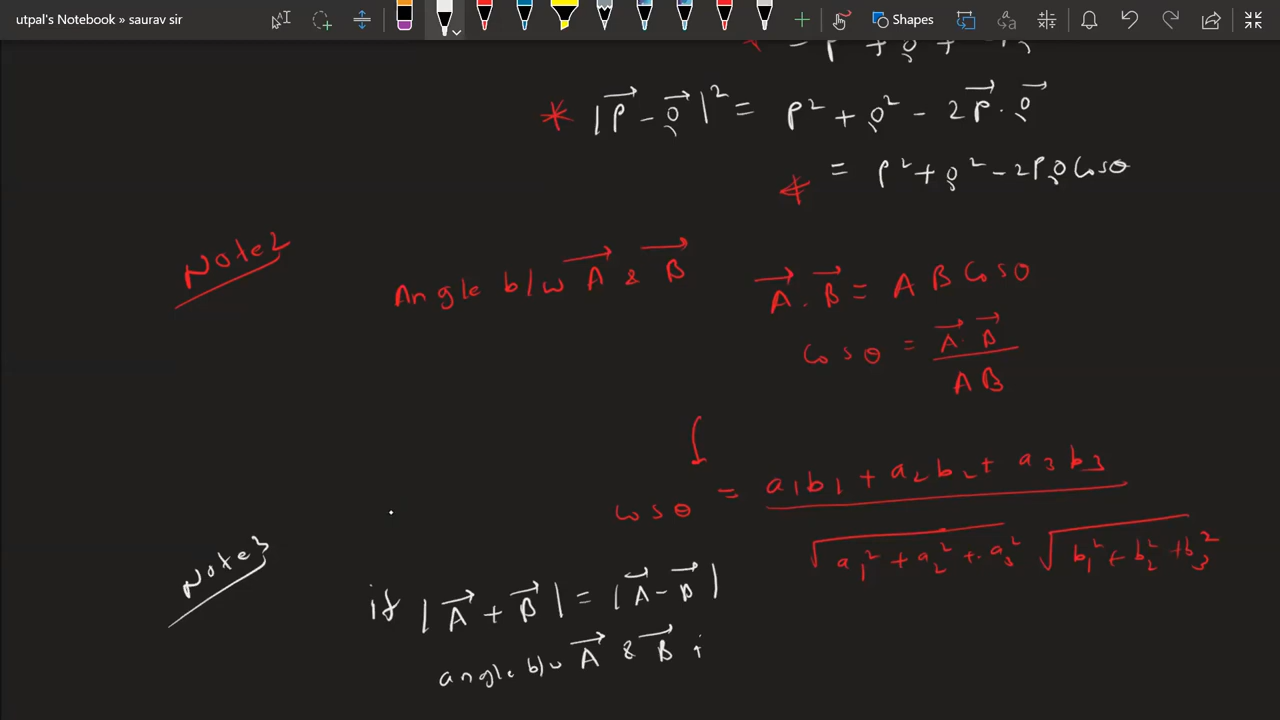 utpal's Notebook » saurav sir
Shapes
* |P⃗ - Q⃗|² = P² + Q² - 2P⃗ . Q⃗
* = P² + Q² - 2PQ Cosθ
Note2
Angle b/w A⃗ & B⃗
A⃗ . B⃗ = A B Cosθ
cosθ = A⃗ . B⃗ / AB
cosθ = a₁b₁ + a₂b₂ + a₃b₃ / √a₁² + a₂² + a₃² √b₁² + b₂² + b₃²
Note3
if |A⃗ + B⃗| = |A⃗ - B⃗|
angle b/w A⃗ & B⃗ i